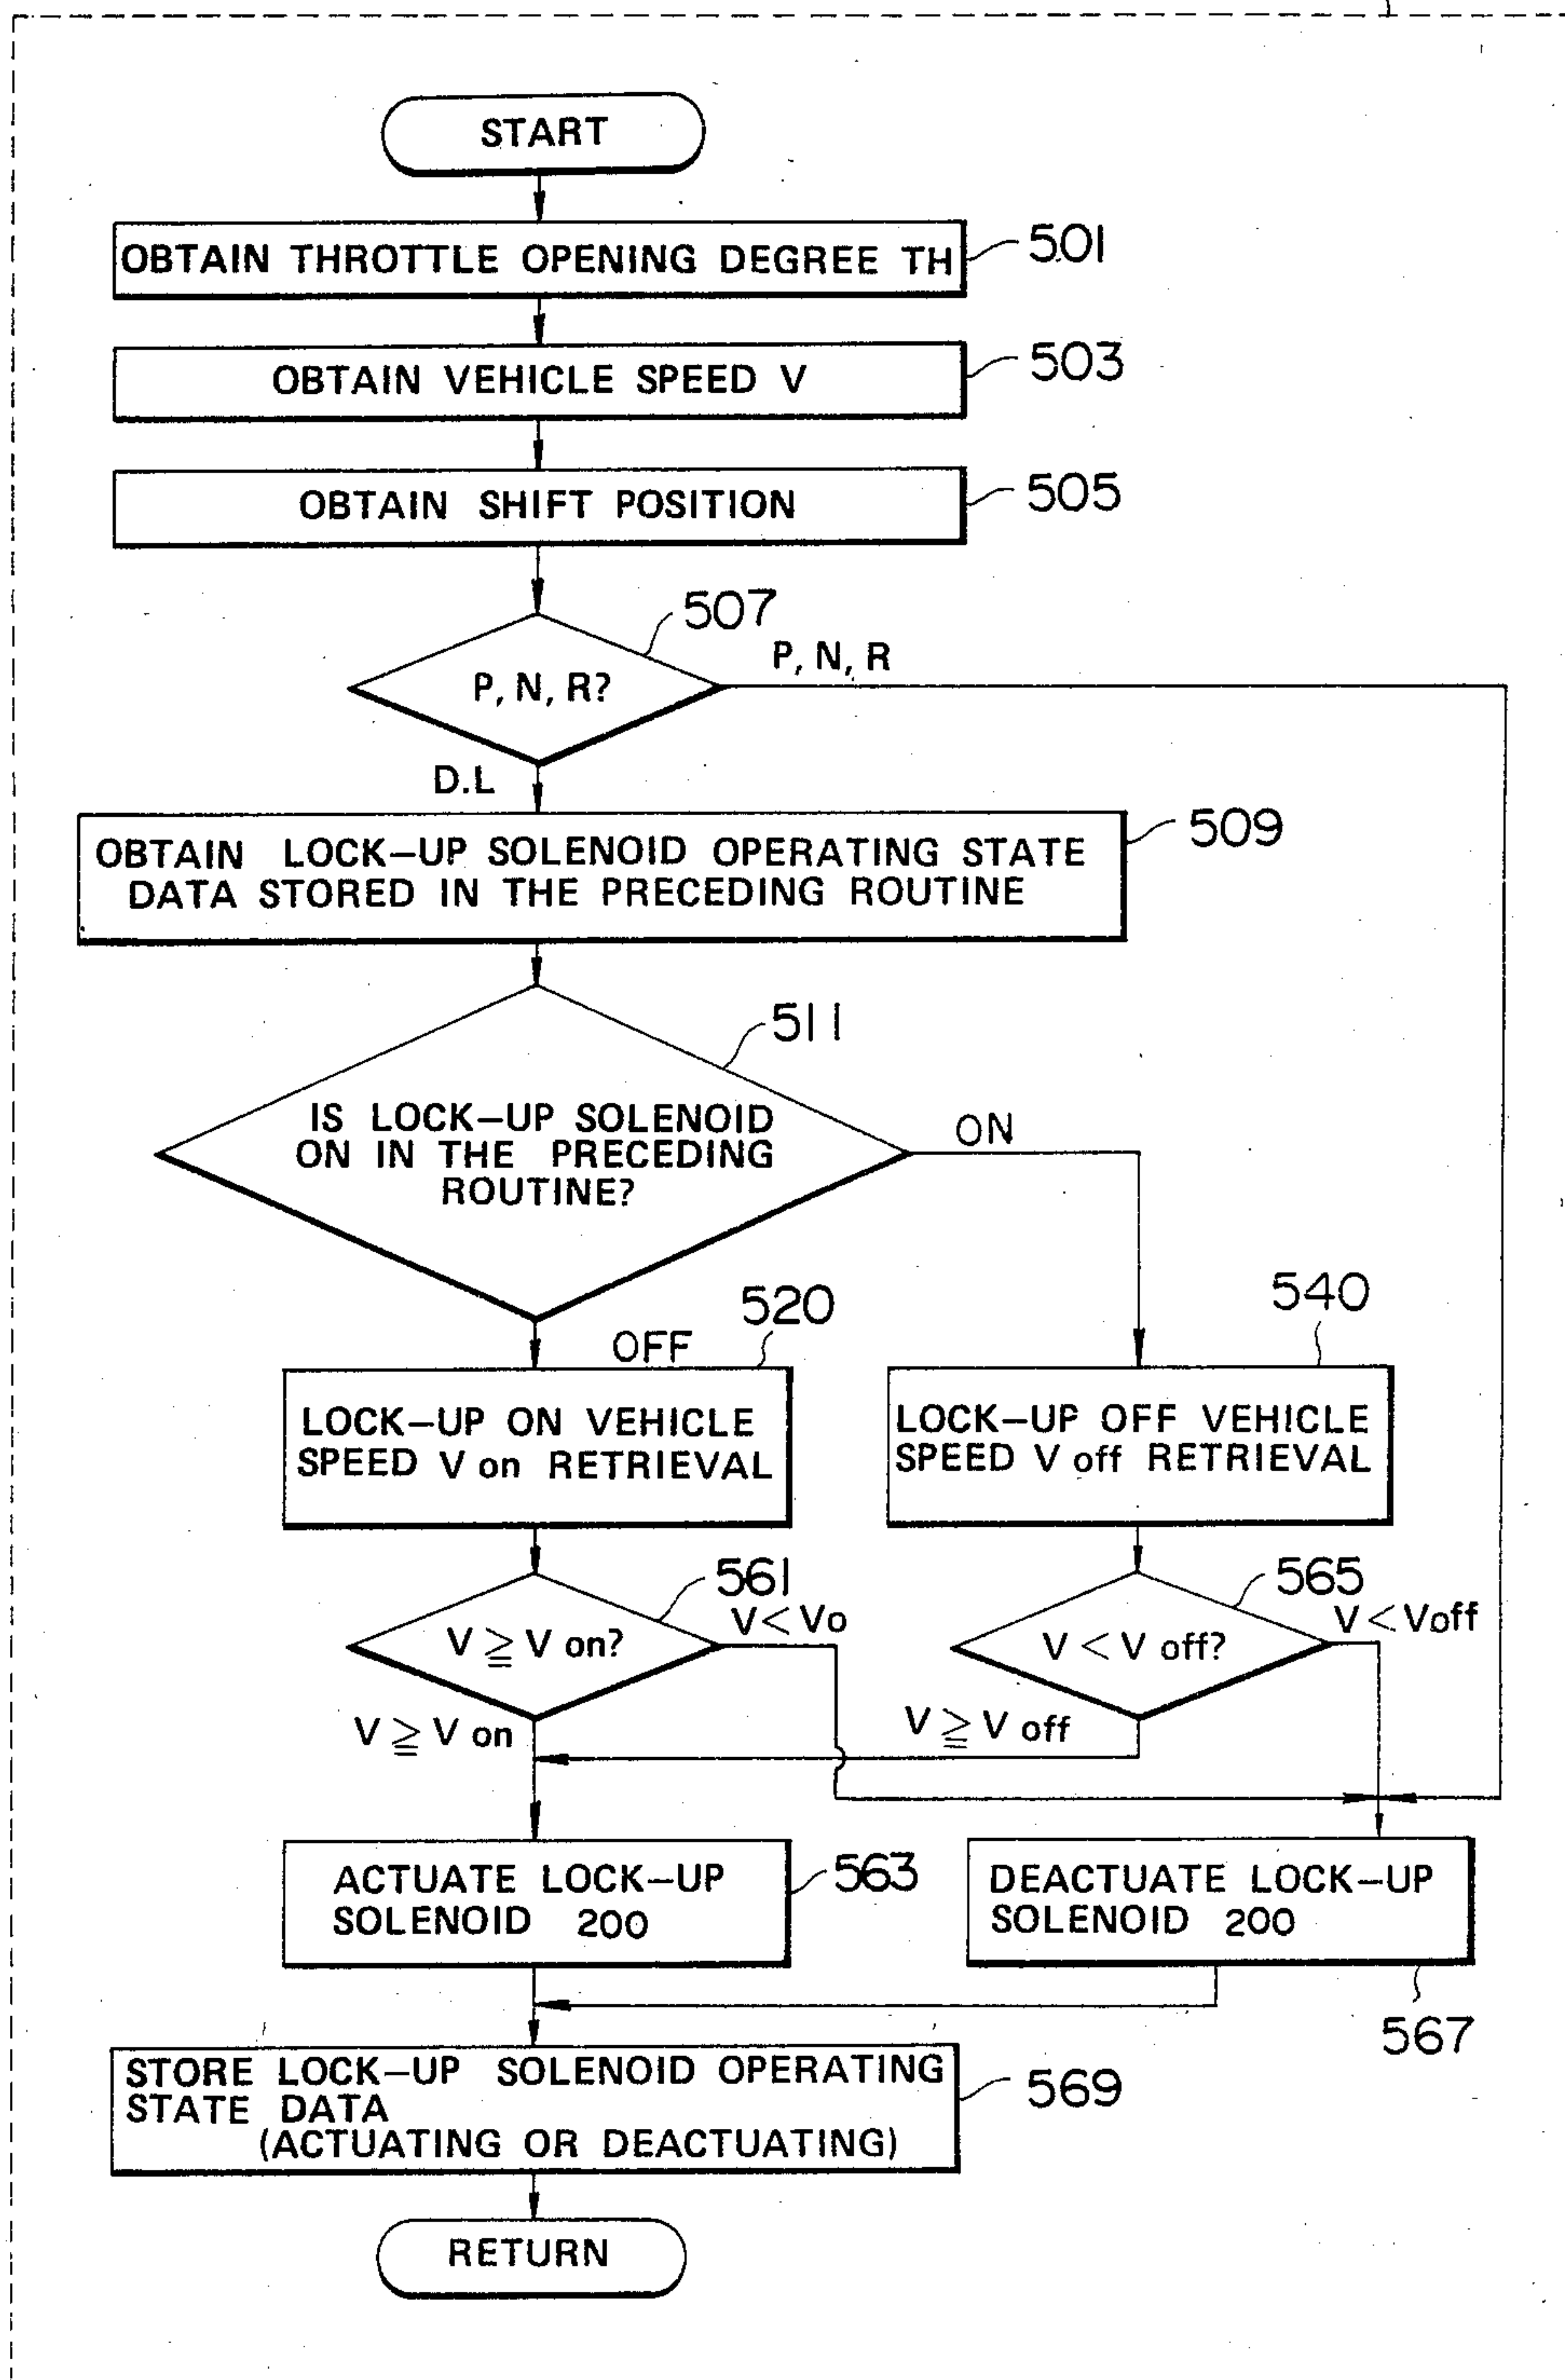 START
OBTAIN THROTTLE OPENING DEGREE TH
501
OBTAIN VEHICLE SPEED V
503
OBTAIN SHIFT POSITION
505
507
P, N, R?
P, N, R
D.L
OBTAIN LOCK-UP SOLENOID OPERATING STATE
DATA STORED IN THE PRECEDING ROUTINE
509
511
IS LOCK-UP SOLENOID
ON IN THE PRECEDING
ROUTINE?
ON
OFF
520
540
LOCK-UP ON VEHICLE
SPEED V on RETRIEVAL
LOCK-UP OFF VEHICLE
SPEED V off RETRIEVAL
561
V ≧ V on?
V < Vo
V ≧ V on
565
V < V off?
V < Voff
V ≧ V off
ACTUATE LOCK-UP
SOLENOID 200
563
DEACTUATE LOCK-UP
SOLENOID 200
567
STORE LOCK-UP SOLENOID OPERATING
STATE DATA
(ACTUATING OR DEACTUATING)
569
RETURN